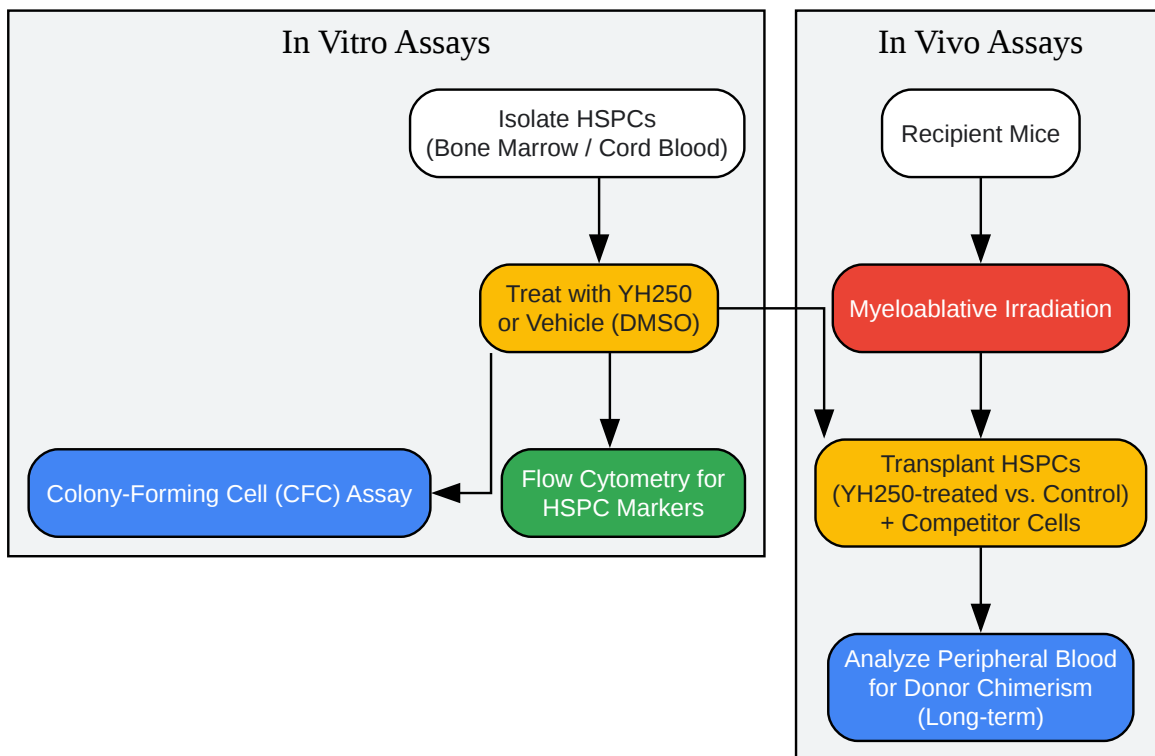 In Vitro Assays
Isolate HSPCs
(Bone Marrow / Cord Blood)
Treat with YH250
or Vehicle (DMSO)
Colony-Forming Cell (CFC) Assay
Flow Cytometry for
HSPC Markers
In Vivo Assays
Recipient Mice
Myeloablative Irradiation
Transplant HSPCs
(YH250-treated vs. Control)
+ Competitor Cells
Analyze Peripheral Blood
for Donor Chimerism
(Long-term)